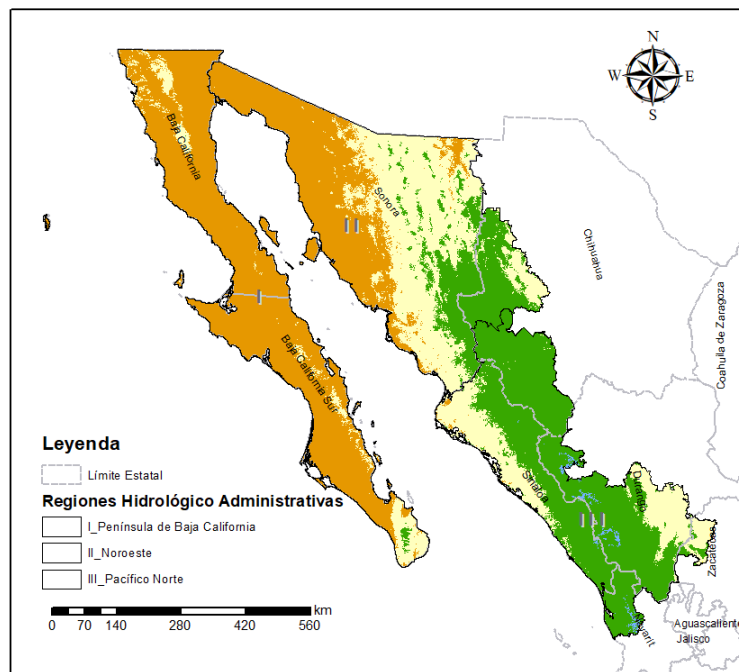 N
W E
S
Baja California
Sonora
II
Chihuahua
Coahuila de Zaragoza
I
Baja California Sur
Sinaloa
Durango
III
Zacatecas
Aguascaliente
Jalisco
Leyenda
Límite Estatal
Regiones Hidrológico Administrativas
I_Península de Baja California
II_Noroeste
III_Pacífico Norte
km
0 70 140 280 420 560